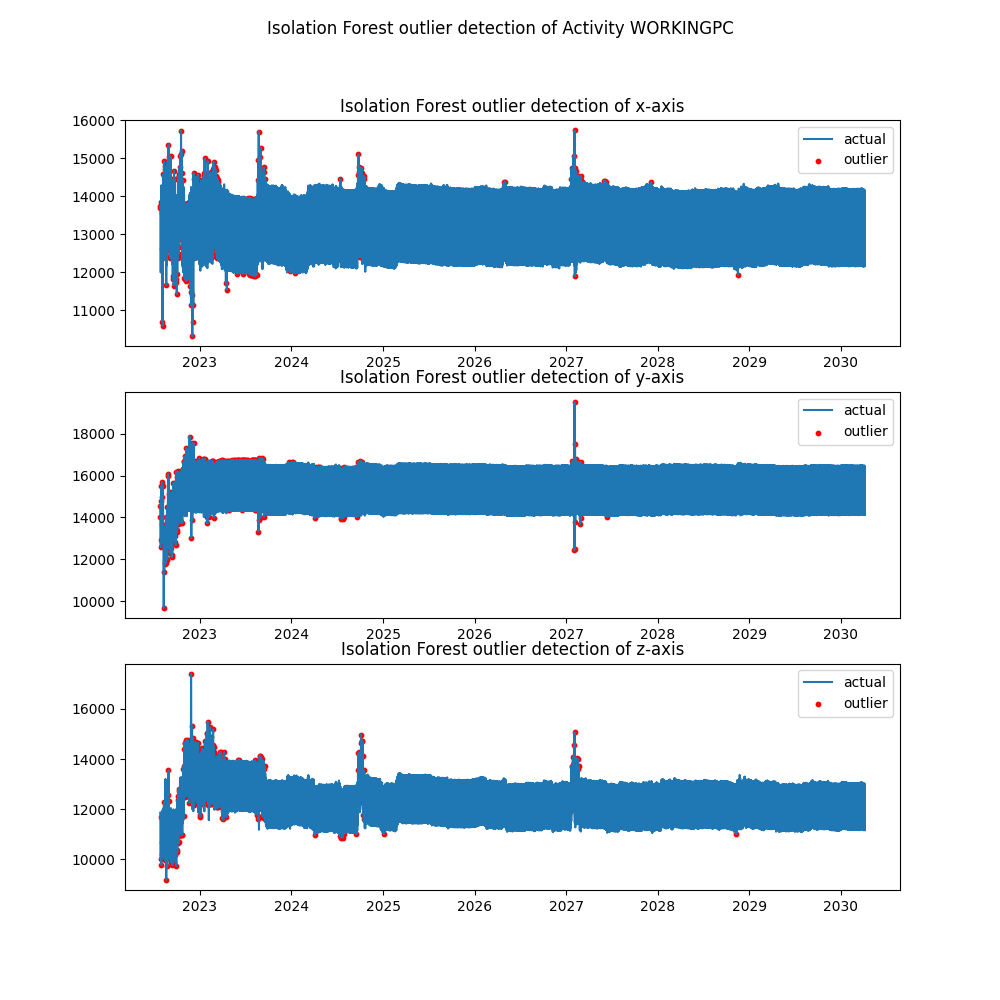 Isolation Forest outlier detection of Activity WORKINGPC
Isolation Forest outlier detection of x-axis
16000
15000
14000
13000
12000
11000
actual
outlier
2023 2024 2025 2026 2027 2028 2029 2030
Isolation Forest outlier detection of y-axis
18000
16000
14000
12000
10000
actual
outlier
2023 2024 2025 2026 2027 2028 2029 2030
Isolation Forest outlier detection of z-axis
16000
14000
12000
10000
actual
outlier
2023 2024 2025 2026 2027 2028 2029 2030